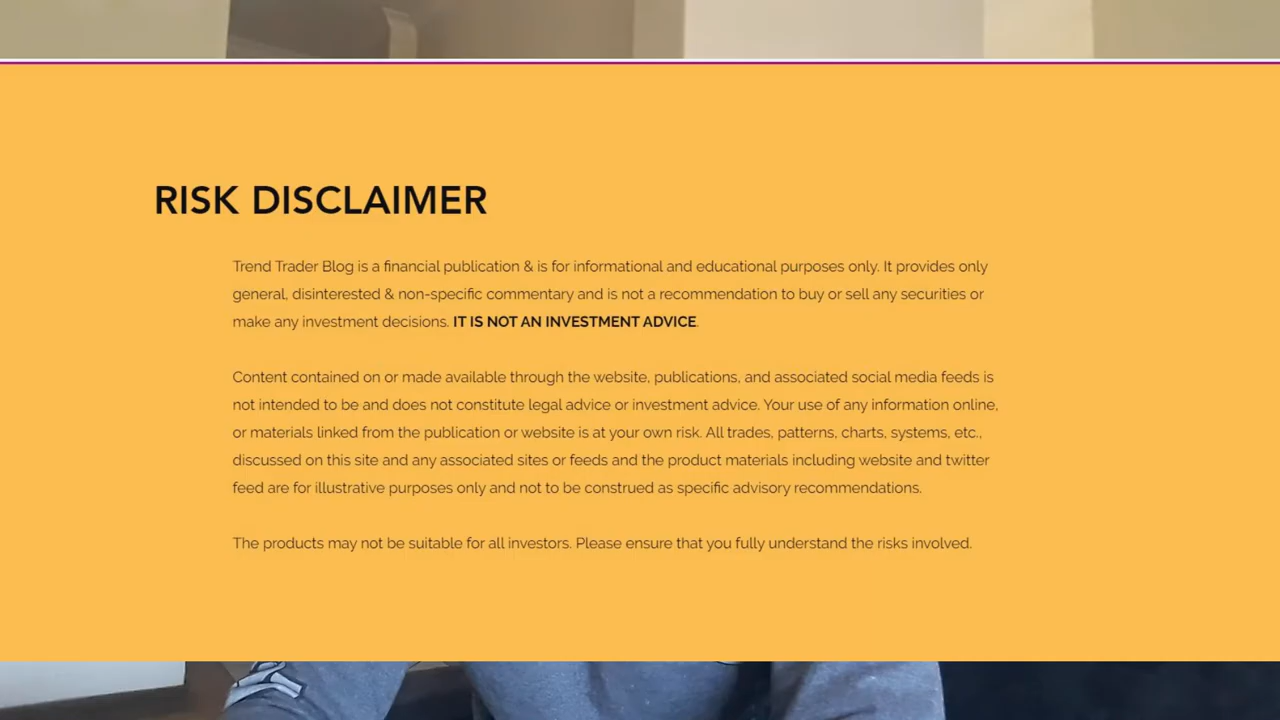 RISK DISCLAIMER
Trend Trader Blog is a financial publication & is for informational and educational purposes only. It provides only
general, disinterested & non-specific commentary and is not a recommendation to buy or sell any securities or
make any investment decisions. IT IS NOT AN INVESTMENT ADVICE.
Content contained on or made available through the website, publications, and associated social media feeds is
not intended to be and does not constitute legal advice or investment advice. Your use of any information online,
or materials linked from the publication or website is at your own risk. All trades, patterns, charts, systems, etc.,
discussed on this site and any associated sites or feeds and the product materials including website and twitter
feed are for illustrative purposes only and not to be construed as specific advisory recommendations.
The products may not be suitable for all investors. Please ensure that you fully understand the risks involved.